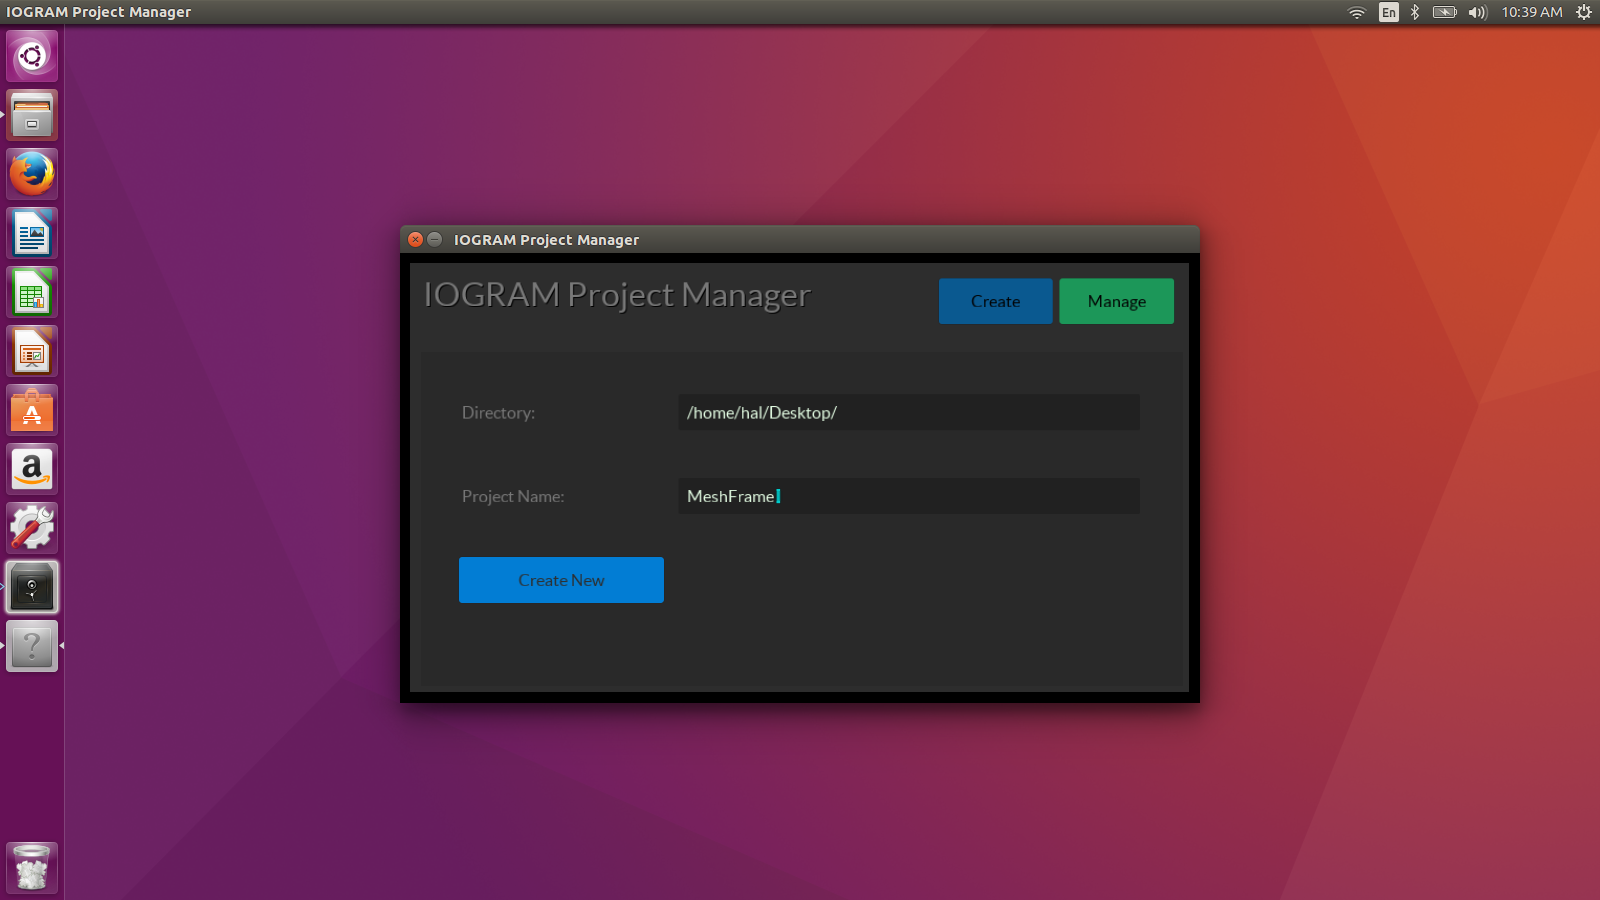 IOGRAM Project Manager
En
10:39 AM
IOGRAM Project Manager
IOGRAM Project Manager
Create
Manage
Directory:
/home/hal/Desktop/
Project Name:
MeshFrame
Create New
A
a
?